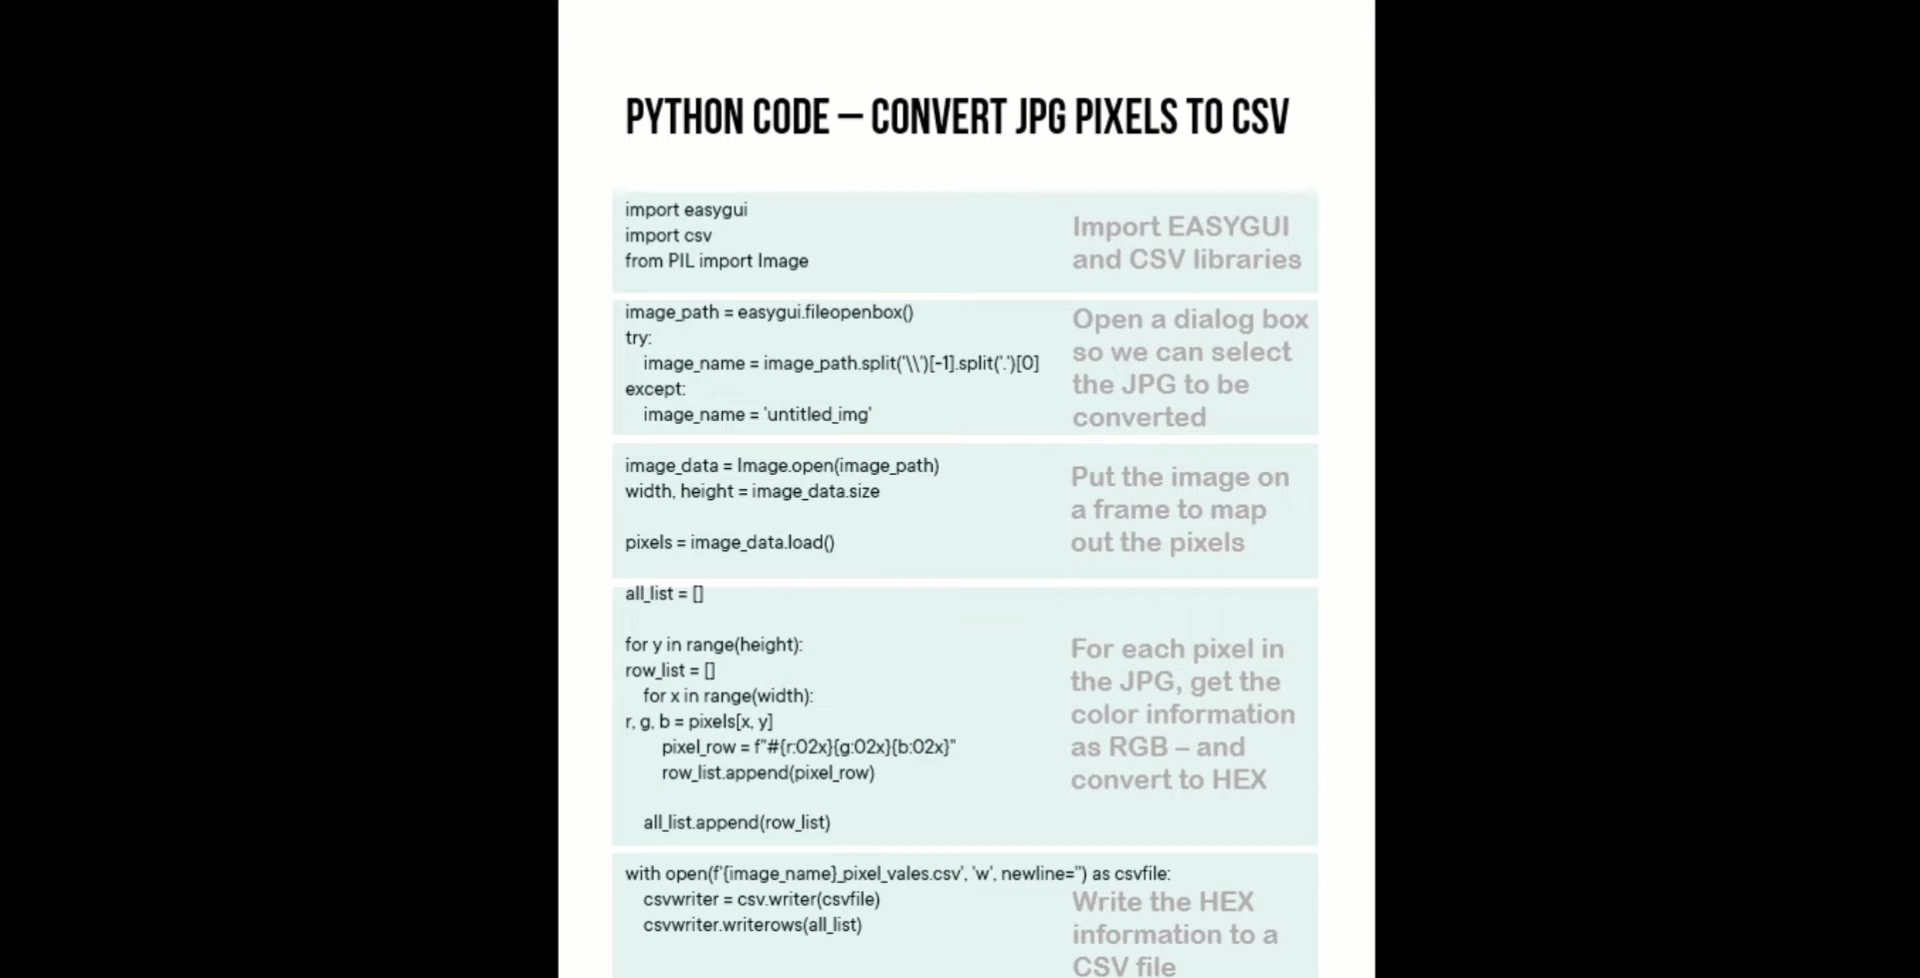 PYTHON CODE – CONVERT JPG PIXELS TO CSV
import easygui
import csv
from PIL import Image
Import EASYGUI
and CSV libraries
image_path = easygui.fileopenbox()
try:
    image_name = image_path.split('\\')[-1].split('.')[0]
except:
    image_name = 'untitled_img'
Open a dialog box
so we can select
the JPG to be
converted
image_data = Image.open(image_path)
width, height = image_data.size
pixels = image_data.load()
Put the image on
a frame to map
out the pixels
all_list = []
for y in range(height):
row_list = []
    for x in range(width):
r, g, b = pixels[x, y]
        pixel_row = f"#{r:02x}{g:02x}{b:02x}"
        row_list.append(pixel_row)
    all_list.append(row_list)
For each pixel in
the JPG, get the
color information
as RGB – and
convert to HEX
with open(f'{image_name}_pixel_vales.csv', 'w', newline='') as csvfile:
    csvwriter = csv.writer(csvfile)
    csvwriter.writerows(all_list)
Write the HEX
information to a
CSV file